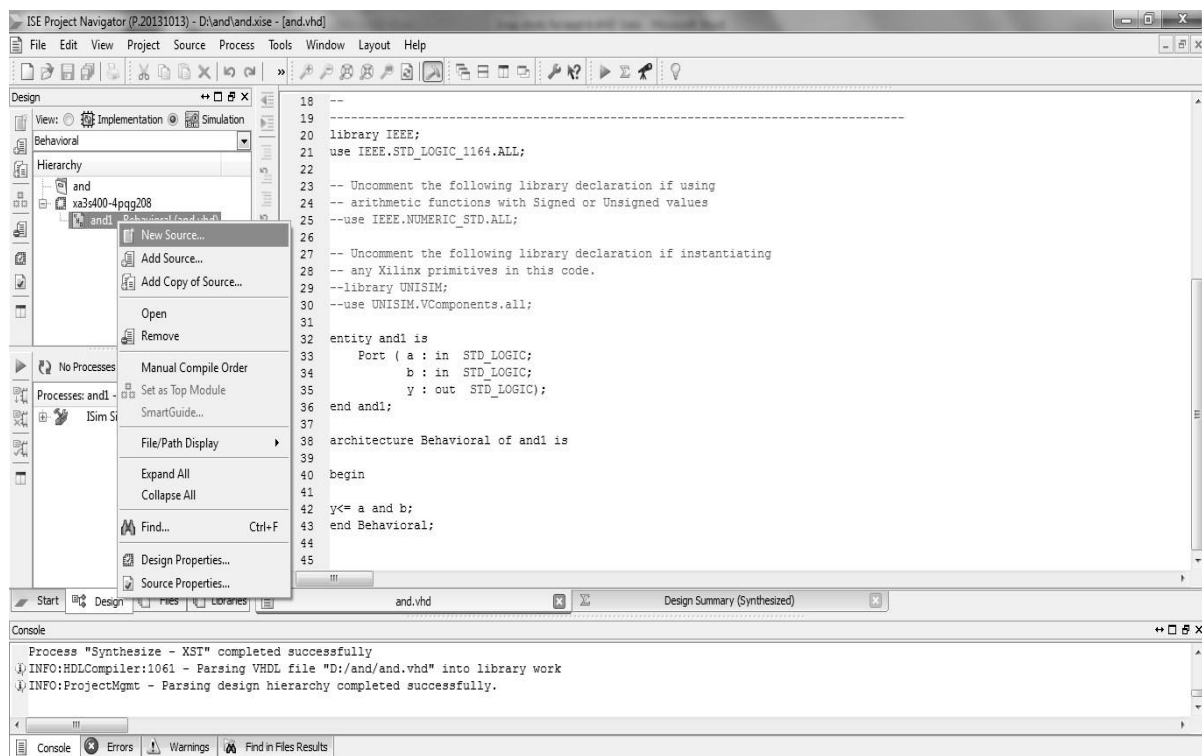 ISE Project Navigator (P.20131013) - D:\and\and.xise - [and.vhd]
File Edit View Project Source Process Tools Window Layout Help
Design
View: Implementation Simulation
Behavioral
Hierarchy
and
xa3s400-4pqg208
and1 - Behavioral (and.vhd)
New Source...
Add Source...
Add Copy of Source...
Open
Remove
Manual Compile Order
Set as Top Module
SmartGuide...
File/Path Display
Expand All
Collapse All
Find... Ctrl+F
Design Properties...
Source Properties...
No Processes
Processes: and1 -
ISim Si
18 --
19 --------------------------------------------------------------------------------
20 library IEEE;
21 use IEEE.STD_LOGIC_1164.ALL;
22
23 -- Uncomment the following library declaration if using
24 -- arithmetic functions with Signed or Unsigned values
25 --use IEEE.NUMERIC_STD.ALL;
26
27 -- Uncomment the following library declaration if instantiating
28 -- any Xilinx primitives in this code.
29 --library UNISIM;
30 --use UNISIM.VComponents.all;
31
32 entity and1 is
33 Port ( a : in STD_LOGIC;
34 b : in STD_LOGIC;
35 y : out STD_LOGIC);
36 end and1;
37
38 architecture Behavioral of and1 is
39
40 begin
41
42 y<= a and b;
43 end Behavioral;
44
45
Start Design Files Libraries
and.vhd Design Summary (Synthesized)
Console
Process "Synthesize - XST" completed successfully
INFO:HDLCompiler:1061 - Parsing VHDL file "D:/and/and.vhd" into library work
INFO:ProjectMgmt - Parsing design hierarchy completed successfully.
Console Errors Warnings Find in Files Results